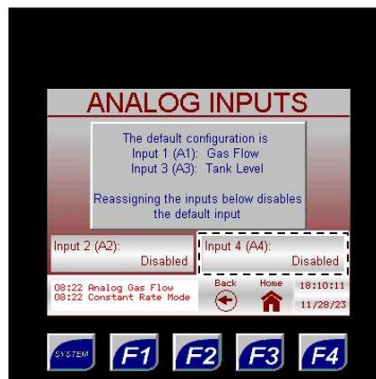 ANALOG INPUTS
The default configuration is
Input 1 (A1): Gas Flow
Input 3 (A3): Tank Level
Reassigning the inputs below disables
the default input
Input 2 (A2):
Disabled
Input 4 (A4):
Disabled
08:22 Analog Gas Flow
08:22 Constant Rate Mode
Back
Home
18:10:11
11/28/23
SYSTEM
F1
F2
F3
F4